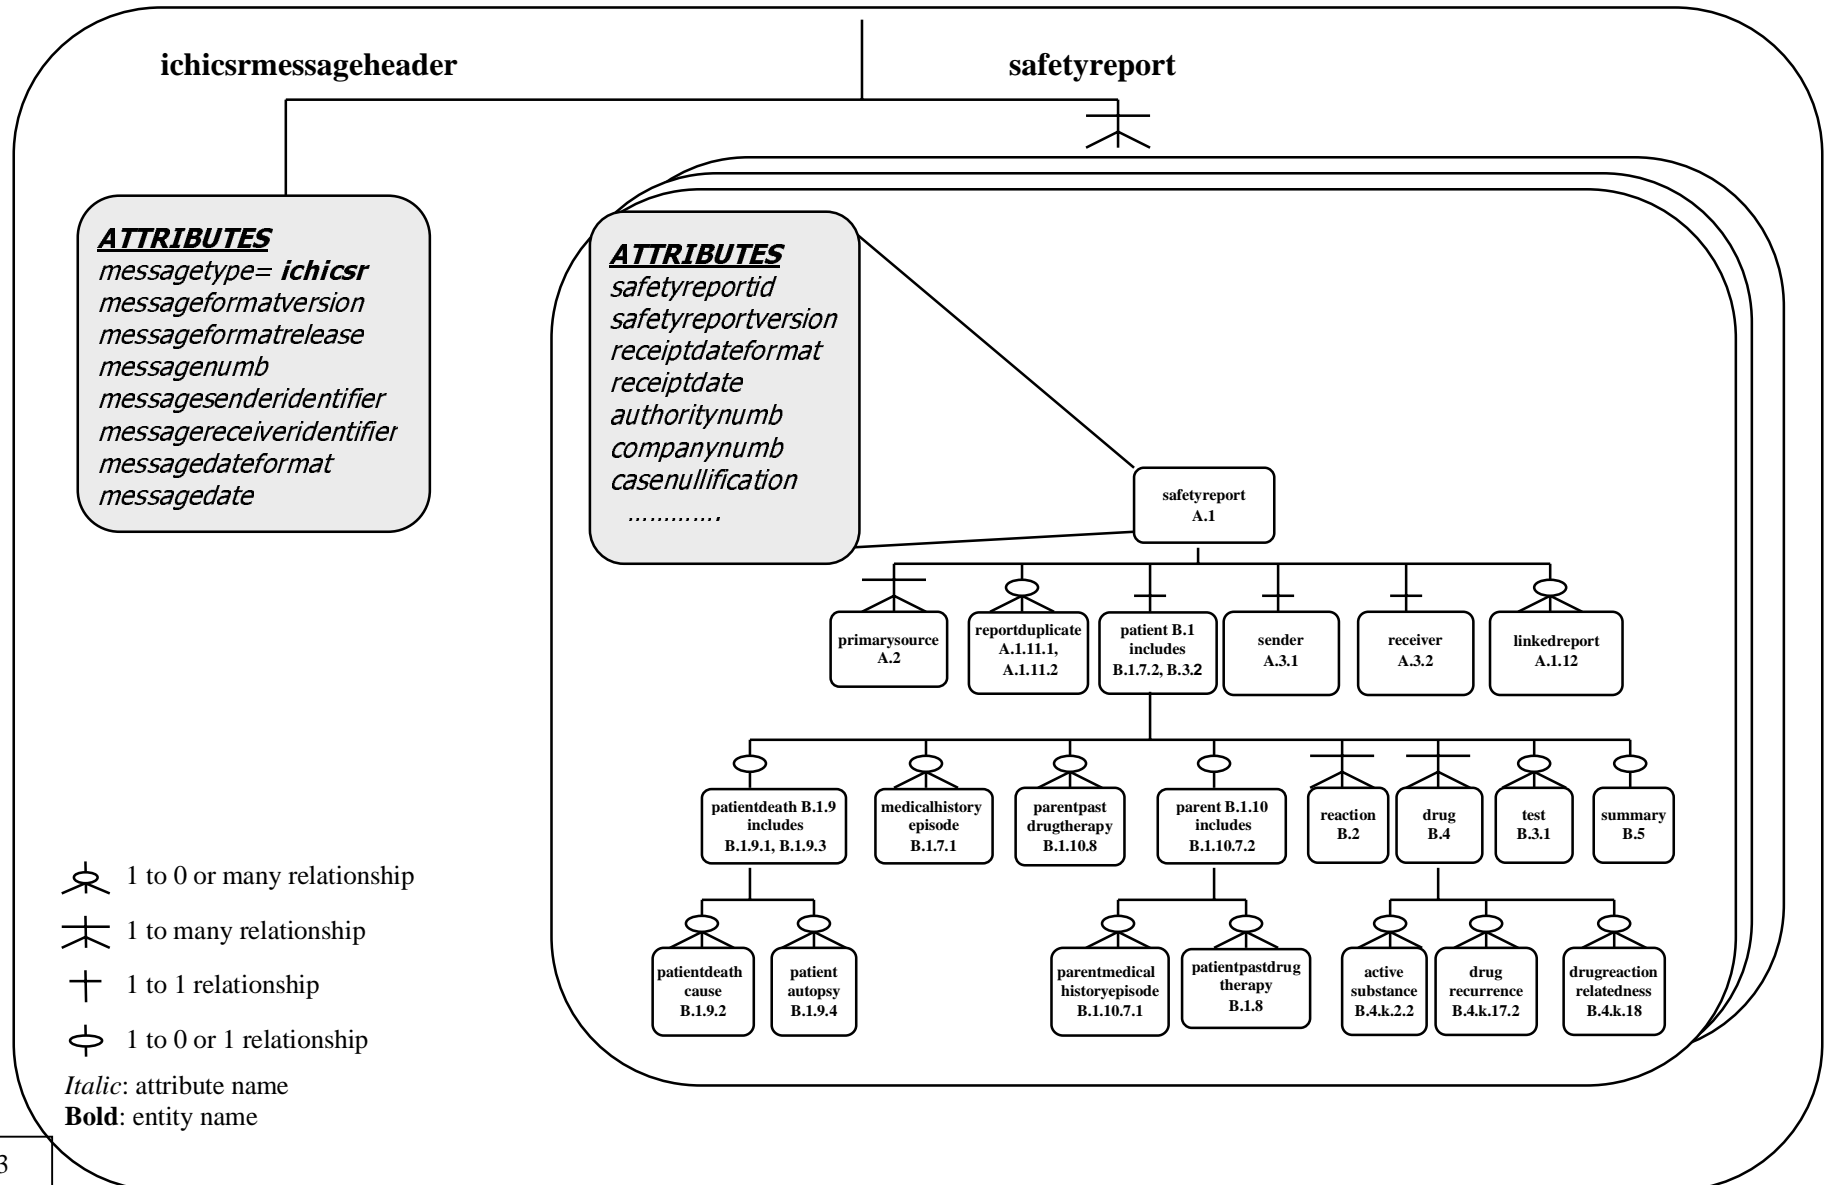 ichicsrmessageheader
safetyreport
ATTRIBUTES
messagetype= ichicsr
messageformatversion
messageformatrelease
messagenumb
messagesenderidentifier
messagereceiveridentifier
messagedateformat
messagedate
ATTRIBUTES
safetyreportid
safetyreportversion
receiptdateformat
receiptdate
authoritynumb
companynumb
casenullification
………….
safetyreport
A.1
primarysource
A.2
reportduplicate
A.1.11.1,
A.1.11.2
patient B.1
includes
B.1.7.2, B.3.2
sender
A.3.1
receiver
A.3.2
linkedreport
A.1.12
patientdeath B.1.9
includes
B.1.9.1, B.1.9.3
medicalhistory
episode
B.1.7.1
parentpast
drugtherapy
B.1.10.8
parent B.1.10
includes
B.1.10.7.2
reaction
B.2
drug
B.4
test
B.3.1
summary
B.5
patientdeath
cause
B.1.9.2
patient
autopsy
B.1.9.4
parentmedical
historyepisode
B.1.10.7.1
patientpastdrug
therapy
B.1.8
active
substance
B.4.k.2.2
drug
recurrence
B.4.k.17.2
drugreaction
relatedness
B.4.k.18
1 to 0 or many relationship
1 to many relationship
1 to 1 relationship
1 to 0 or 1 relationship
Italic: attribute name
Bold: entity name
3